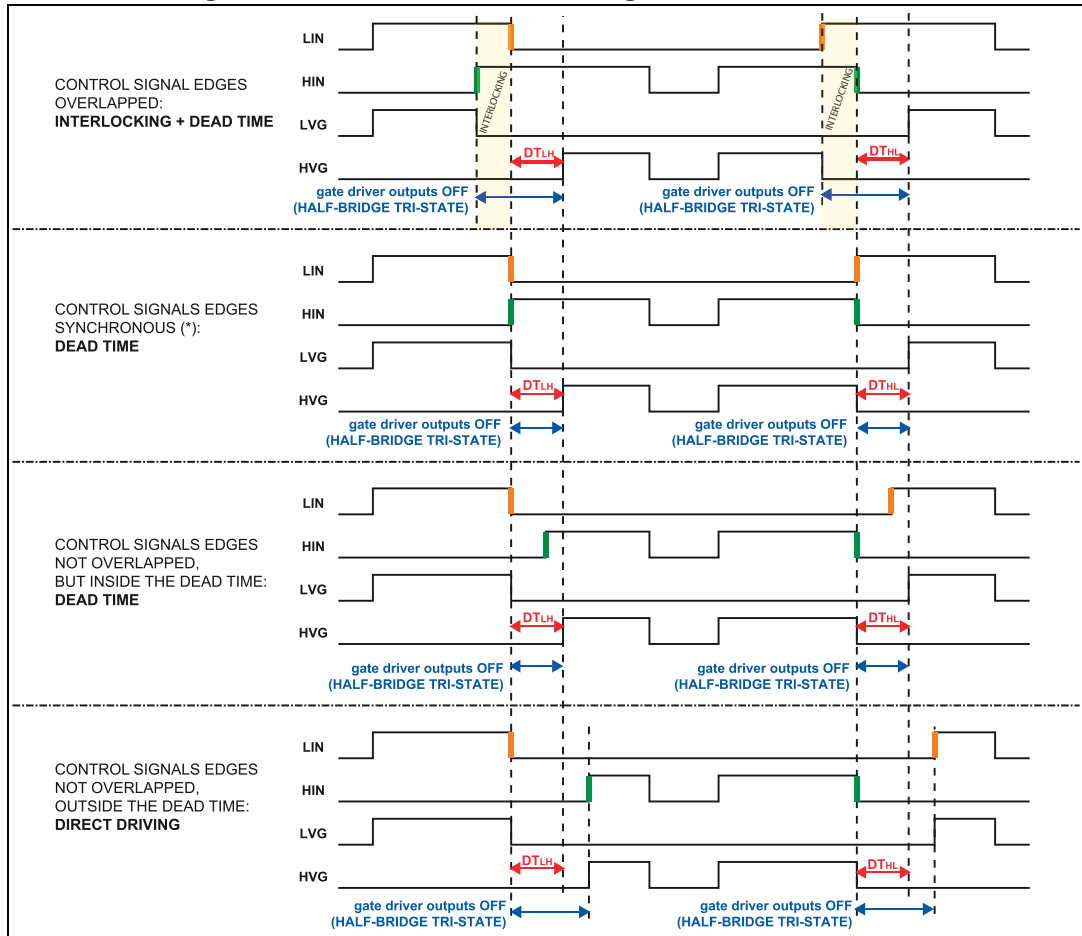 LIN
HIN
CONTROL SIGNAL EDGES
OVERLAPPED:
INTERLOCKING + DEAD TIME
INTERLOCKING
INTERLOCKING
LVG
DTLH
DTHL
HVG
gate driver outputs OFF
(HALF-BRIDGE TRI-STATE)
gate driver outputs OFF
(HALF-BRIDGE TRI-STATE)
LIN
CONTROL SIGNALS EDGES
SYNCHRONOUS (*):
DEAD TIME
HIN
LVG
DTLH
DTHL
HVG
gate driver outputs OFF
(HALF-BRIDGE TRI-STATE)
gate driver outputs OFF
(HALF-BRIDGE TRI-STATE)
LIN
HIN
CONTROL SIGNALS EDGES
NOT OVERLAPPED,
BUT INSIDE THE DEAD TIME:
DEAD TIME
LVG
DTLH
DTHL
HVG
gate driver outputs OFF
(HALF-BRIDGE TRI-STATE)
gate driver outputs OFF
(HALF-BRIDGE TRI-STATE)
LIN
CONTROL SIGNALS EDGES
NOT OVERLAPPED,
OUTSIDE THE DEAD TIME:
DIRECT DRIVING
HIN
LVG
DTLH
DTHL
HVG
gate driver outputs OFF
(HALF-BRIDGE TRI-STATE)
gate driver outputs OFF
(HALF-BRIDGE TRI-STATE)